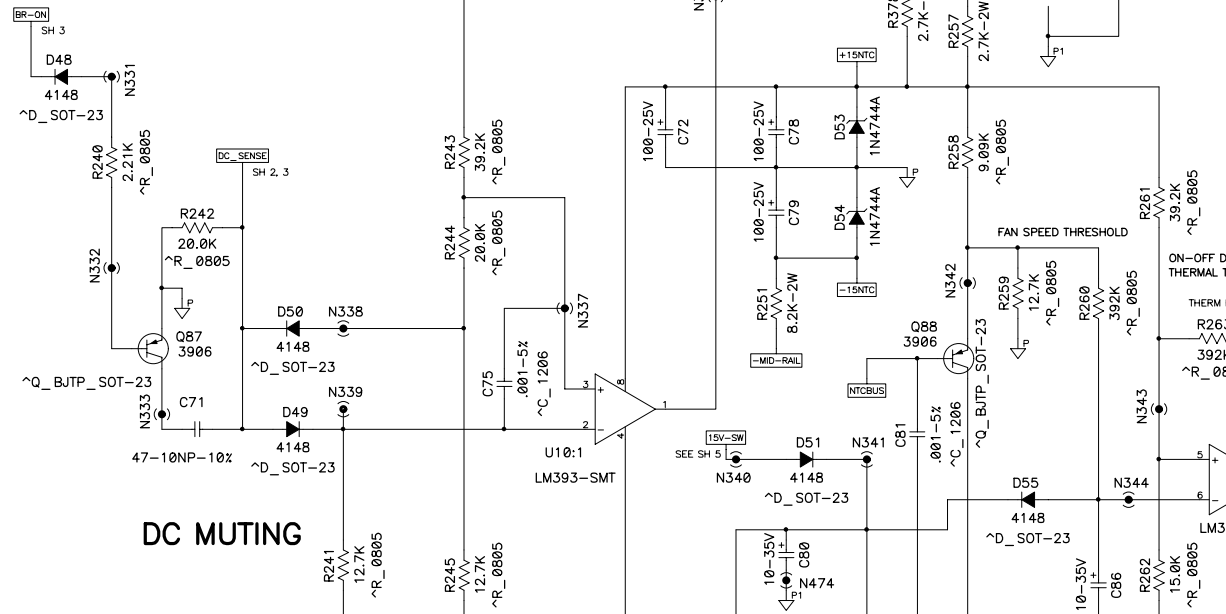 BR-ON
SH 3
D48
4148
^D_SOT-23
N331
R240
2.21K
^R_0805
DC_SENSE
SH 2, 3
R242
20.0K
^R_0805
N332
P
Q87
3906
^Q_BJTP_SOT-23
N333
C71
47-10NP-10%
D50
4148
^D_SOT-23
N338
D49
4148
^D_SOT-23
N339
DC MUTING
R241
12.7K
^R_0805
R243
39.2K
^R_0805
R244
20.0K
^R_0805
R245
12.7K
^R_0805
N337
C75
.001-5%
^C_1206
3
2
8
4
1
+
-
U10:1
LM393-SMT
100-25V
+
C72
100-25V
+
C78
100-25V
+
C79
+15NTC
D53
1N4744A
D54
1N4744A
P
-15NTC
R251
8.2K-2W
-MID-RAIL
R378
2.7K-
R257
2.7K-2W
P1
R258
9.09K
^R_0805
FAN SPEED THRESHOLD
N342
R259
12.7K
^R_0805
P
R260
392K
^R_0805
Q88
3906
^Q_BJTP_SOT-23
NTCBUS
C81
.001-5%
^C_1206
15V-SW
SEE SH 5
N340
D51
4148
^D_SOT-23
N341
10-35V
+
C80
N474
P1
D55
4148
^D_SOT-23
N344
10-35V
+
C86
R261
39.2K
^R_0805
ON-OFF D
THERMAL T
THERM
R263
392K
^R_08
N343
5
6
+
-
LM3
R262
15.0K
^R_0805